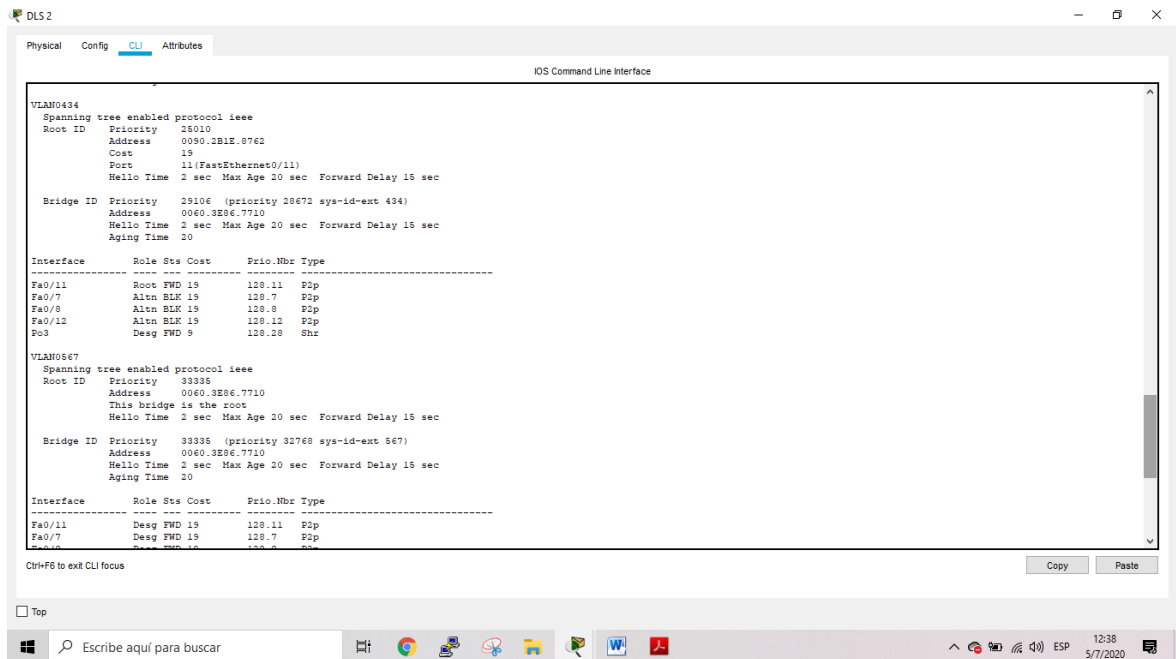 DLS 2
Physical Config CLI Attributes
IOS Command Line Interface
VLAN0434
Spanning tree enabled protocol ieee
Root ID Priority 25010
Address 0090.2B1E.8762
Cost 19
Port 11(FastEthernet0/11)
Hello Time 2 sec Max Age 20 sec Forward Delay 15 sec
Bridge ID Priority 29106 (priority 28672 sys-id-ext 434)
Address 0060.3E86.7710
Hello Time 2 sec Max Age 20 sec Forward Delay 15 sec
Aging Time 20
Interface Role Sts Cost Prio.Nbr Type
---------------- ---- --- --------- -------- --------------------------------
Fa0/11 Root FWD 19 128.11 P2p
Fa0/7 Altn BLK 19 128.7 P2p
Fa0/8 Altn BLK 19 128.8 P2p
Fa0/12 Altn BLK 19 128.12 P2p
Po3 Desg FWD 9 128.28 Shr
VLAN0567
Spanning tree enabled protocol ieee
Root ID Priority 33335
Address 0060.3E86.7710
This bridge is the root
Hello Time 2 sec Max Age 20 sec Forward Delay 15 sec
Bridge ID Priority 33335 (priority 32768 sys-id-ext 567)
Address 0060.3E86.7710
Hello Time 2 sec Max Age 20 sec Forward Delay 15 sec
Aging Time 20
Interface Role Sts Cost Prio.Nbr Type
---------------- ---- --- --------- -------- --------------------------------
Fa0/11 Desg FWD 19 128.11 P2p
Fa0/7 Desg FWD 19 128.7 P2p
Ctrl+F6 to exit CLI focus
Copy Paste
Top
Escribe aquí para buscar
ESP
12:38
5/7/2020